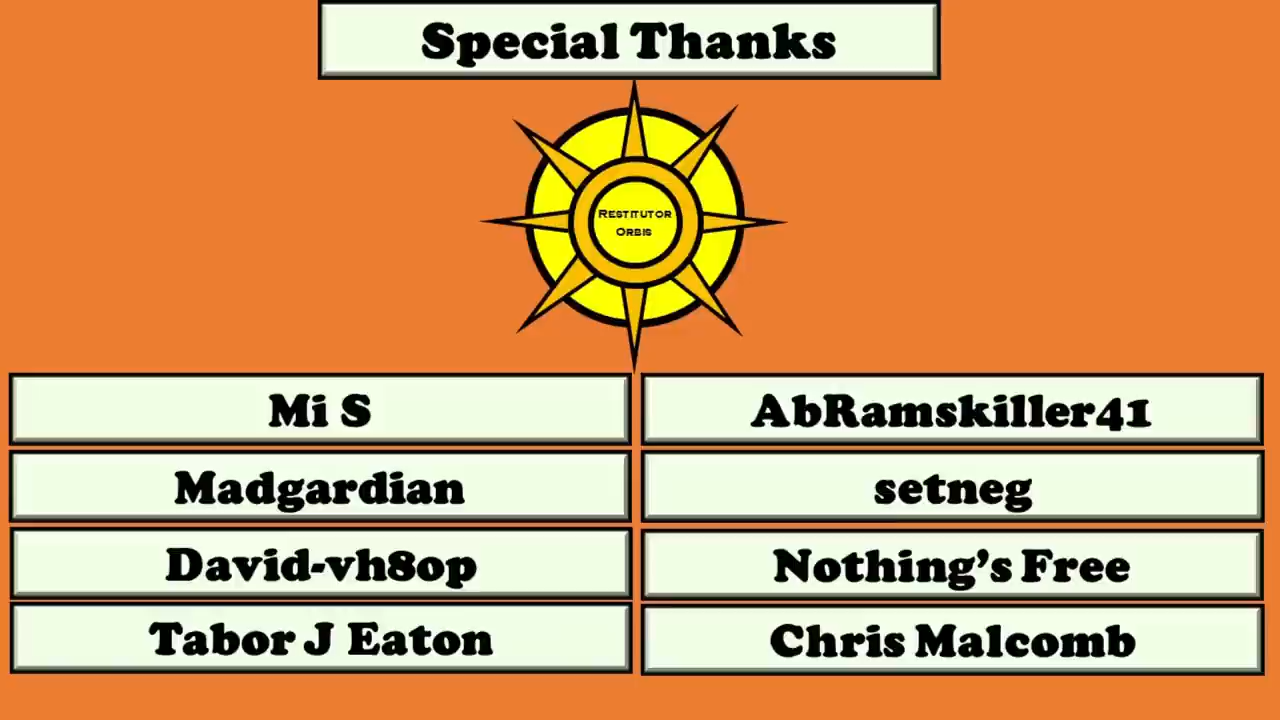 Special Thanks
Restitutor
Orbis
Mi S
AbRamskiller41
Madgardian
setneg
David-vh8op
Nothing's Free
Tabor J Eaton
Chris Malcomb